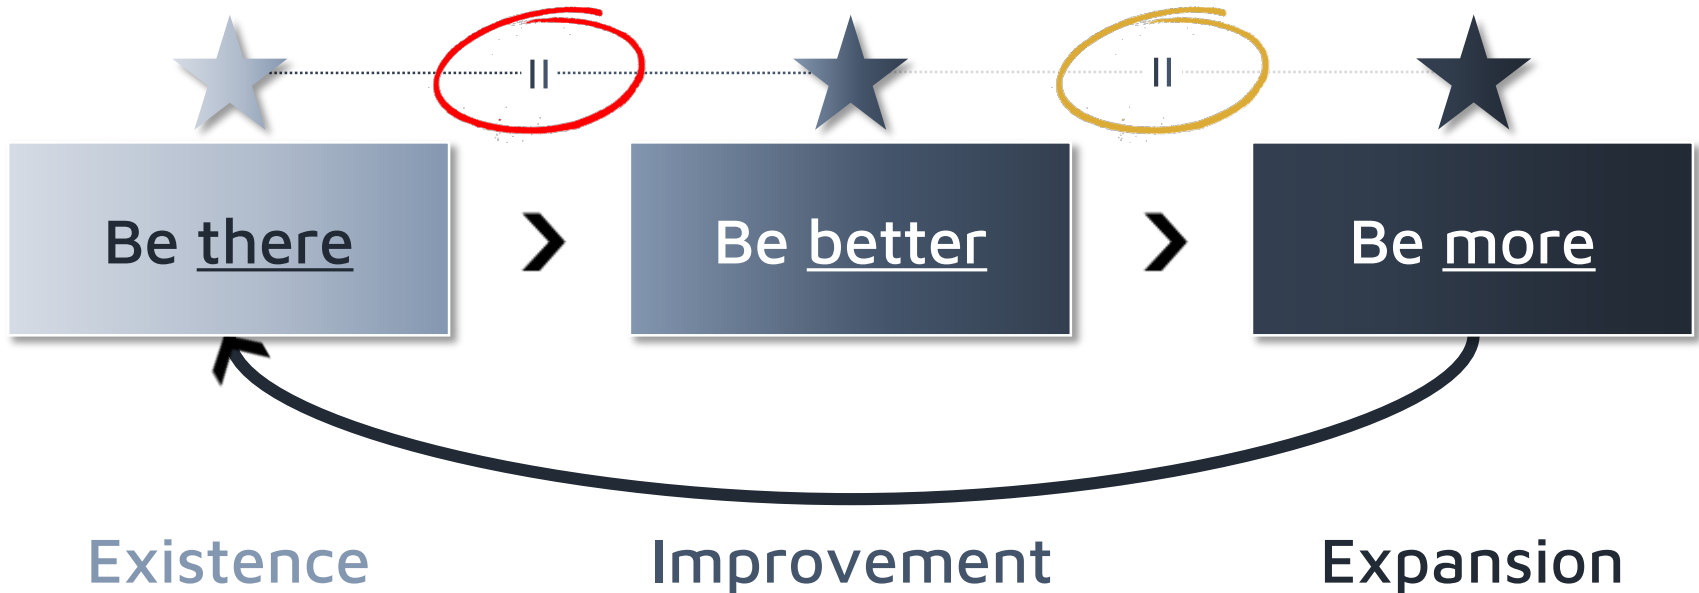 Be there
Be better
Be more
Existence
Improvement
Expansion